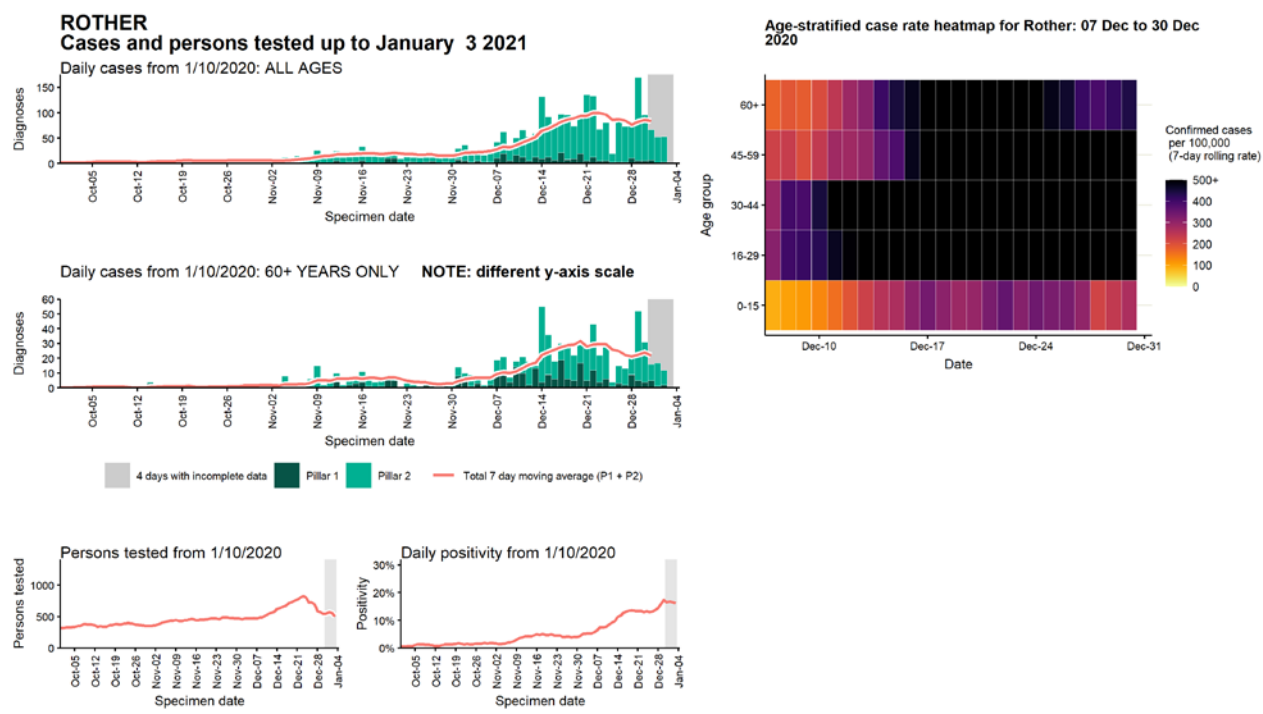 ROTHER
Cases and persons tested up to January 3 2021
Daily cases from 1/10/2020: ALL AGES
Diagnoses
150
100
50
0
Oct-05
Oct-12
Oct-19
Oct-26
Nov-02
Nov-09
Nov-16
Nov-23
Nov-30
Dec-07
Dec-14
Dec-21
Dec-28
Jan-04
Specimen date
Daily cases from 1/10/2020: 60+ YEARS ONLY NOTE: different y-axis scale
Diagnoses
60
50
40
30
20
10
0
Oct-05
Oct-12
Oct-19
Oct-26
Nov-02
Nov-09
Nov-16
Nov-23
Nov-30
Dec-07
Dec-14
Dec-21
Dec-28
Jan-04
Specimen date
4 days with incomplete data Pillar 1 Pillar 2 Total 7 day moving average (P1 + P2)
Persons tested from 1/10/2020
Persons tested
1000
500
0
Oct-05
Oct-12
Oct-19
Oct-26
Nov-02
Nov-09
Nov-16
Nov-23
Nov-30
Dec-07
Dec-14
Dec-21
Dec-28
Jan-04
Specimen date
Daily positivity from 1/10/2020
Positivity
30%
20%
10%
0%
Oct-05
Oct-12
Oct-19
Oct-26
Nov-02
Nov-09
Nov-16
Nov-23
Nov-30
Dec-07
Dec-14
Dec-21
Dec-28
Jan-04
Specimen date
Age-stratified case rate heatmap for Rother: 07 Dec to 30 Dec
2020
Age group
60+
45-59
30-44
16-29
0-15
Dec-10
Dec-17
Dec-24
Dec-31
Date
Confirmed cases
per 100,000
(7-day rolling rate)
500+
400
300
200
100
0